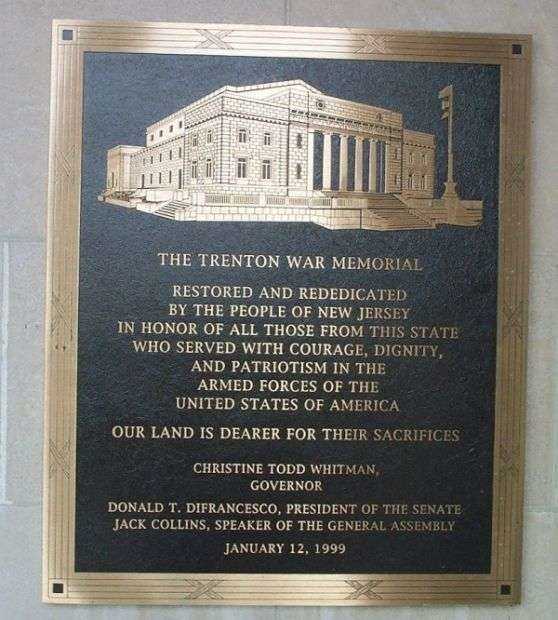 THE TRENTON WAR MEMORIAL
RESTORED AND REDEDICATED
BY THE PEOPLE OF NEW JERSEY
IN HONOR OF ALL THOSE FROM THIS STATE
WHO SERVED WITH COURAGE, DIGNITY,
AND PATRIOTISM IN THE
ARMED FORCES OF THE
UNITED STATES OF AMERICA
OUR LAND IS DEARER FOR THEIR SACRIFICES
CHRISTINE TODD WHITMAN,
GOVERNOR
DONALD T. DIFRANCESCO, PRESIDENT OF THE SENATE
JACK COLLINS, SPEAKER OF THE GENERAL ASSEMBLY
JANUARY 12, 1999